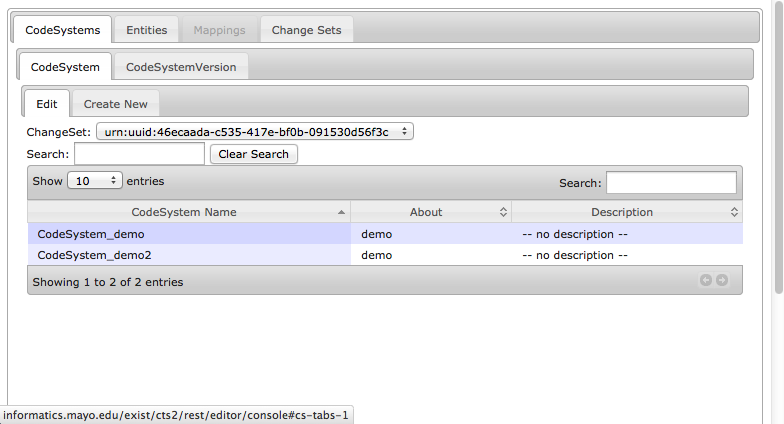 CodeSystems Entities Mappings Change Sets
CodeSystem CodeSystemVersion
Edit Create New
ChangeSet: urn:uuid:46ecaada-c535-417e-bf0b-091530d56f3c
Search: Clear Search
Show 10 entries Search:
CodeSystem Name About Description
CodeSystem_demo demo -- no description --
CodeSystem_demo2 demo -- no description --
Showing 1 to 2 of 2 entries
informatics.mayo.edu/exist/cts2/rest/editor/console#cs-tabs-1